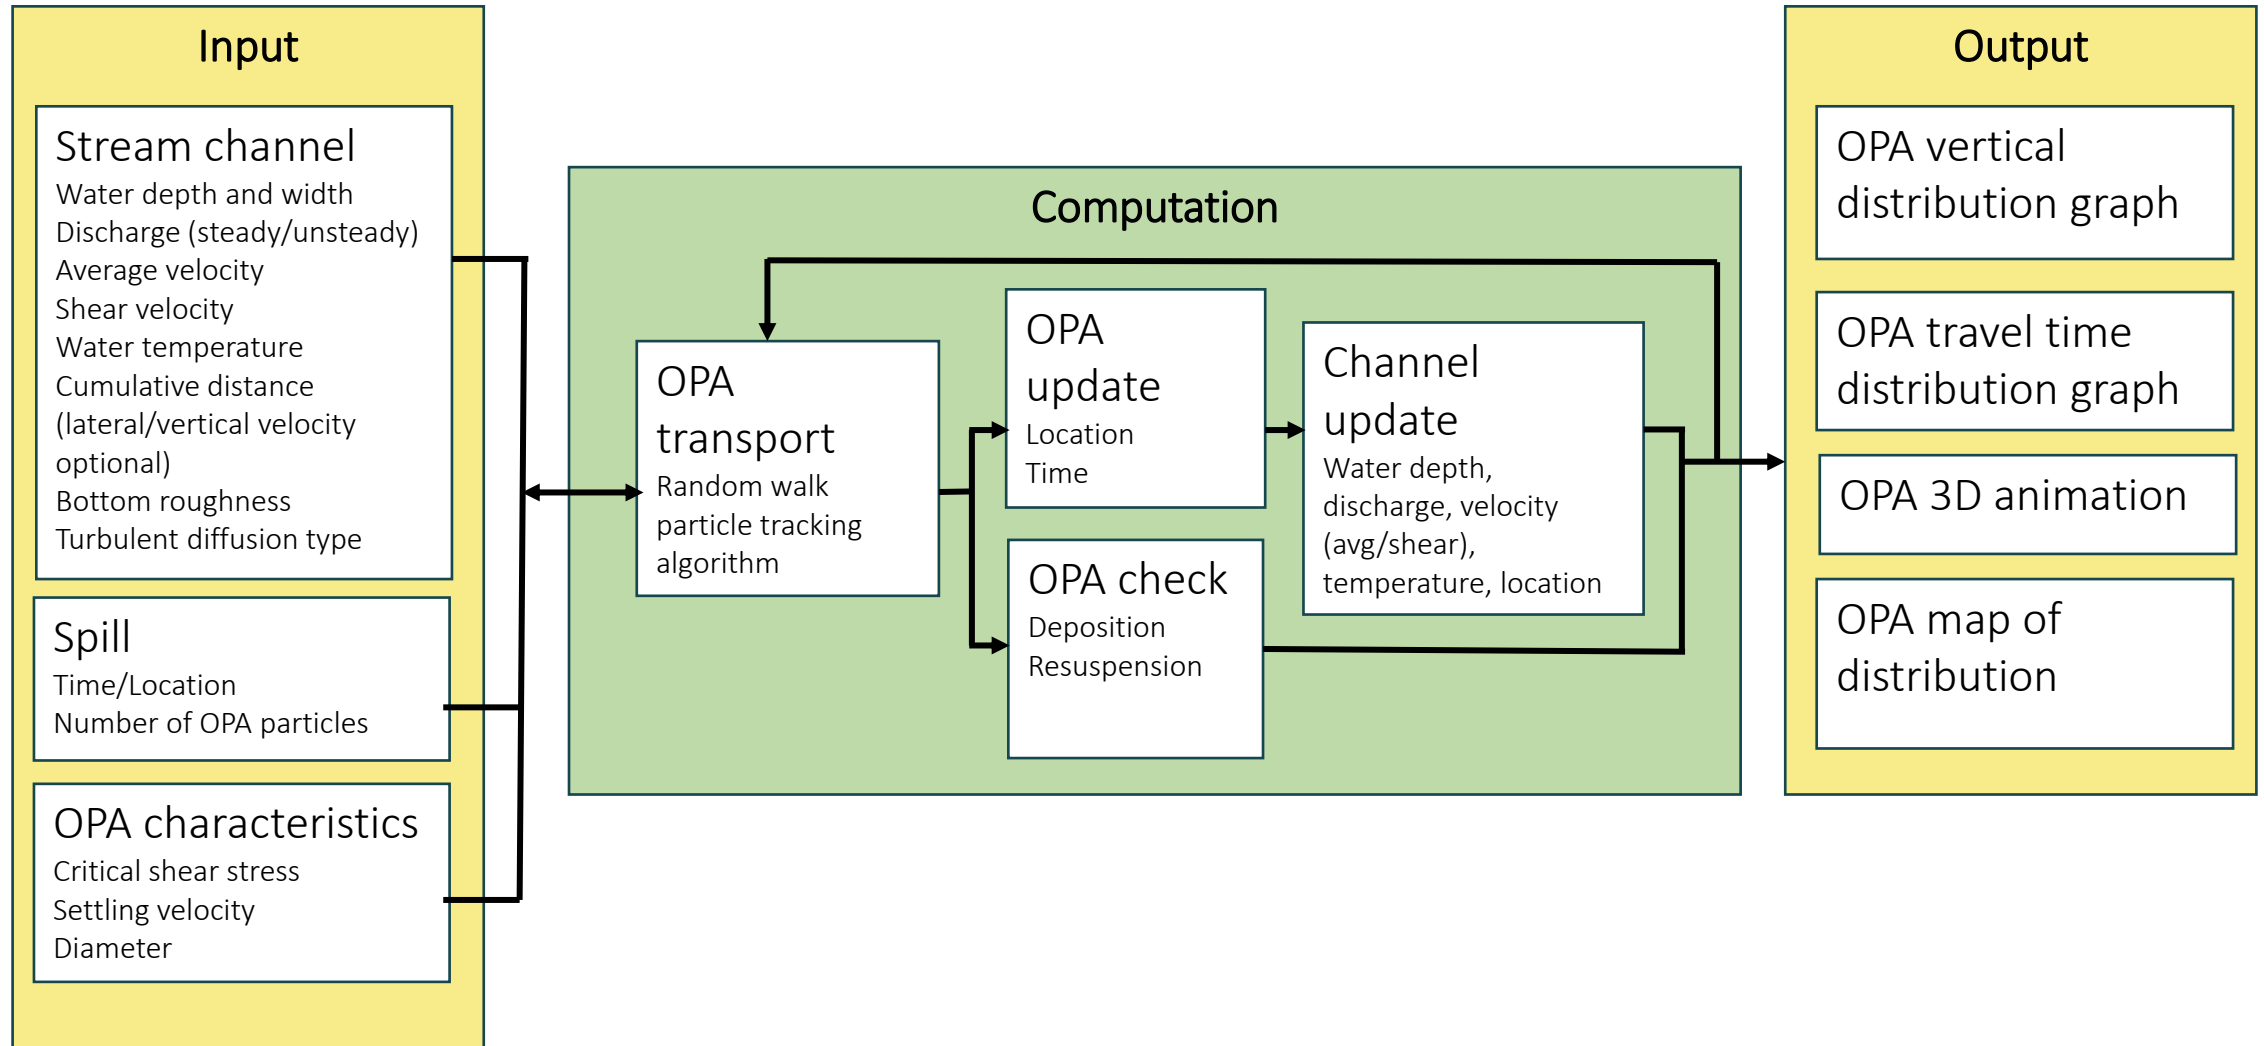 Input
Stream channel
Water depth and width
Discharge (steady/unsteady)
Average velocity
Shear velocity
Water temperature
Cumulative distance
(lateral/vertical velocity
optional)
Bottom roughness
Turbulent diffusion type
Spill
Time/Location
Number of OPA particles
OPA characteristics
Critical shear stress
Settling velocity
Diameter
Computation
OPA
transport
Random walk
particle tracking
algorithm
OPA
update
Location
Time
OPA check
Deposition
Resuspension
Channel
update
Water depth,
discharge, velocity
(avg/shear),
temperature, location
Output
OPA vertical
distribution graph
OPA travel time
distribution graph
OPA 3D animation
OPA map of
distribution